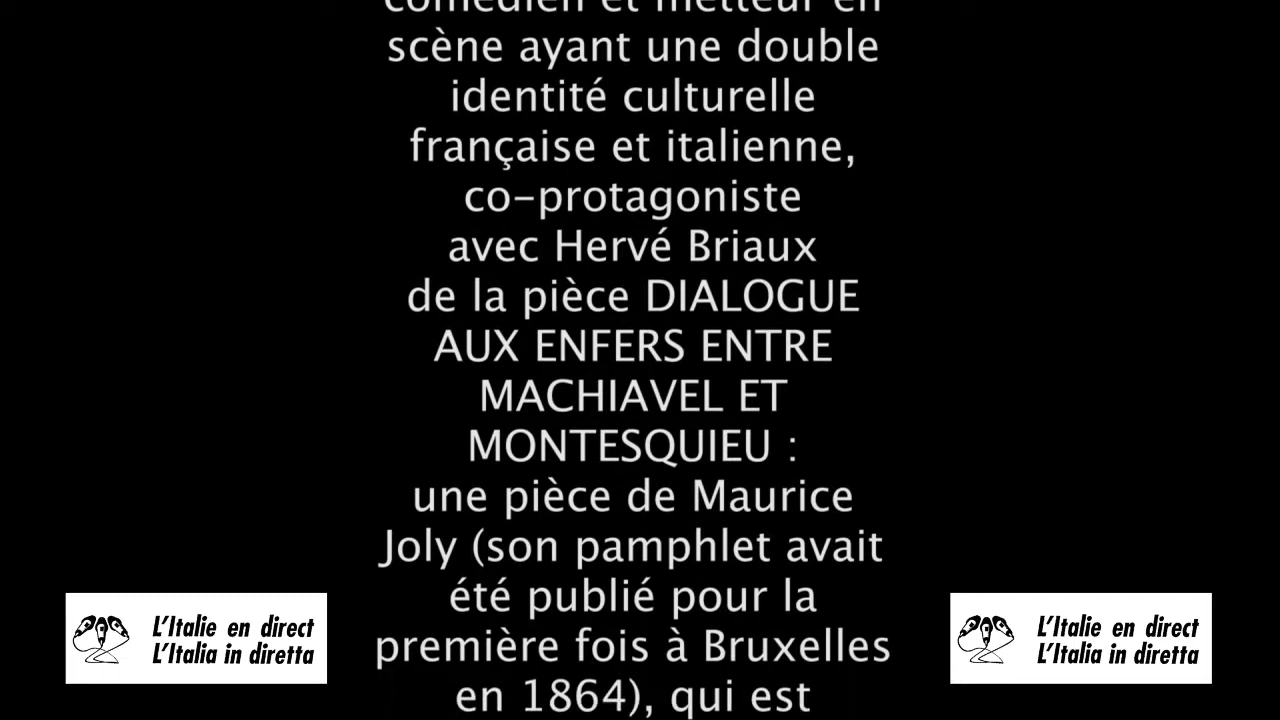 comédien et metteur en
scène ayant une double
identité culturelle
française et italienne,
co-protagoniste
avec Hervé Briaux
de la pièce DIALOGUE
AUX ENFERS ENTRE
MACHIAVEL ET
MONTESQUIEU :
une pièce de Maurice
Joly (son pamphlet avait
été publié pour la
première fois à Bruxelles
en 1864), qui est
L'Italie en direct
L'Italia in diretta
L'Italie en direct
L'Italia in diretta